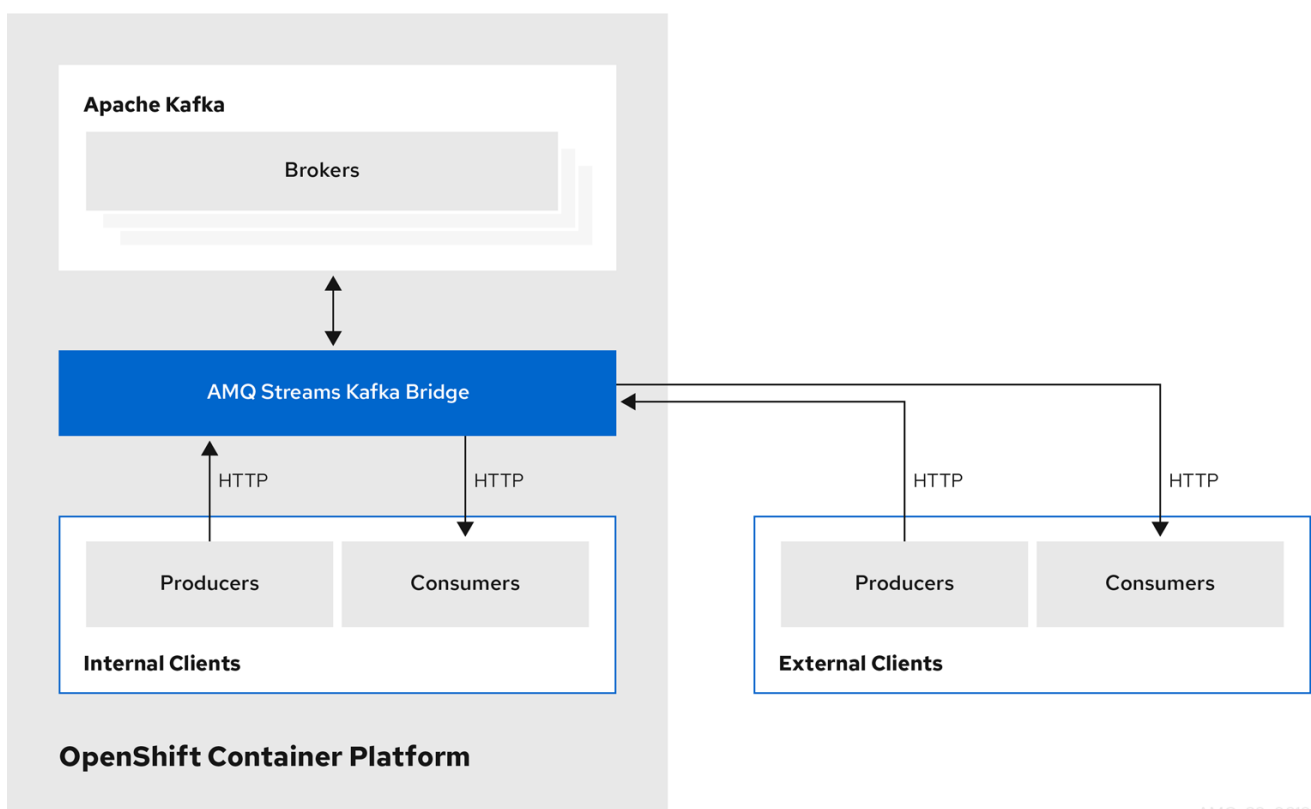 Apache Kafka
Brokers
AMQ Streams Kafka Bridge
HTTP
HTTP
HTTP
HTTP
Producers
Consumers
Producers
Consumers
Internal Clients
External Clients
OpenShift Container Platform